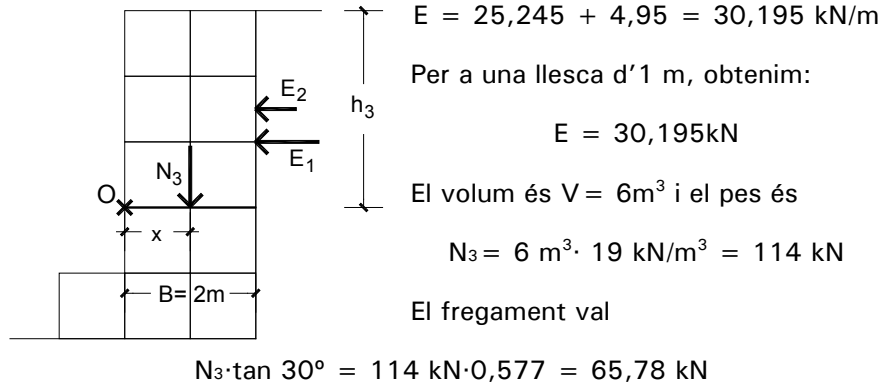 E = 25,245 + 4,95 = 30,195 kN/m
Per a una llesca d'1 m, obtenim:
E = 30,195kN
El volum és V = 6m³ i el pes és
N₃ = 6 m³· 19 kN/m³ = 114 kN
El fregament val
N₃·tan 30º = 114 kN·0,577 = 65,78 kN
E₂
h₃
E₁
N₃
O
x
B= 2m